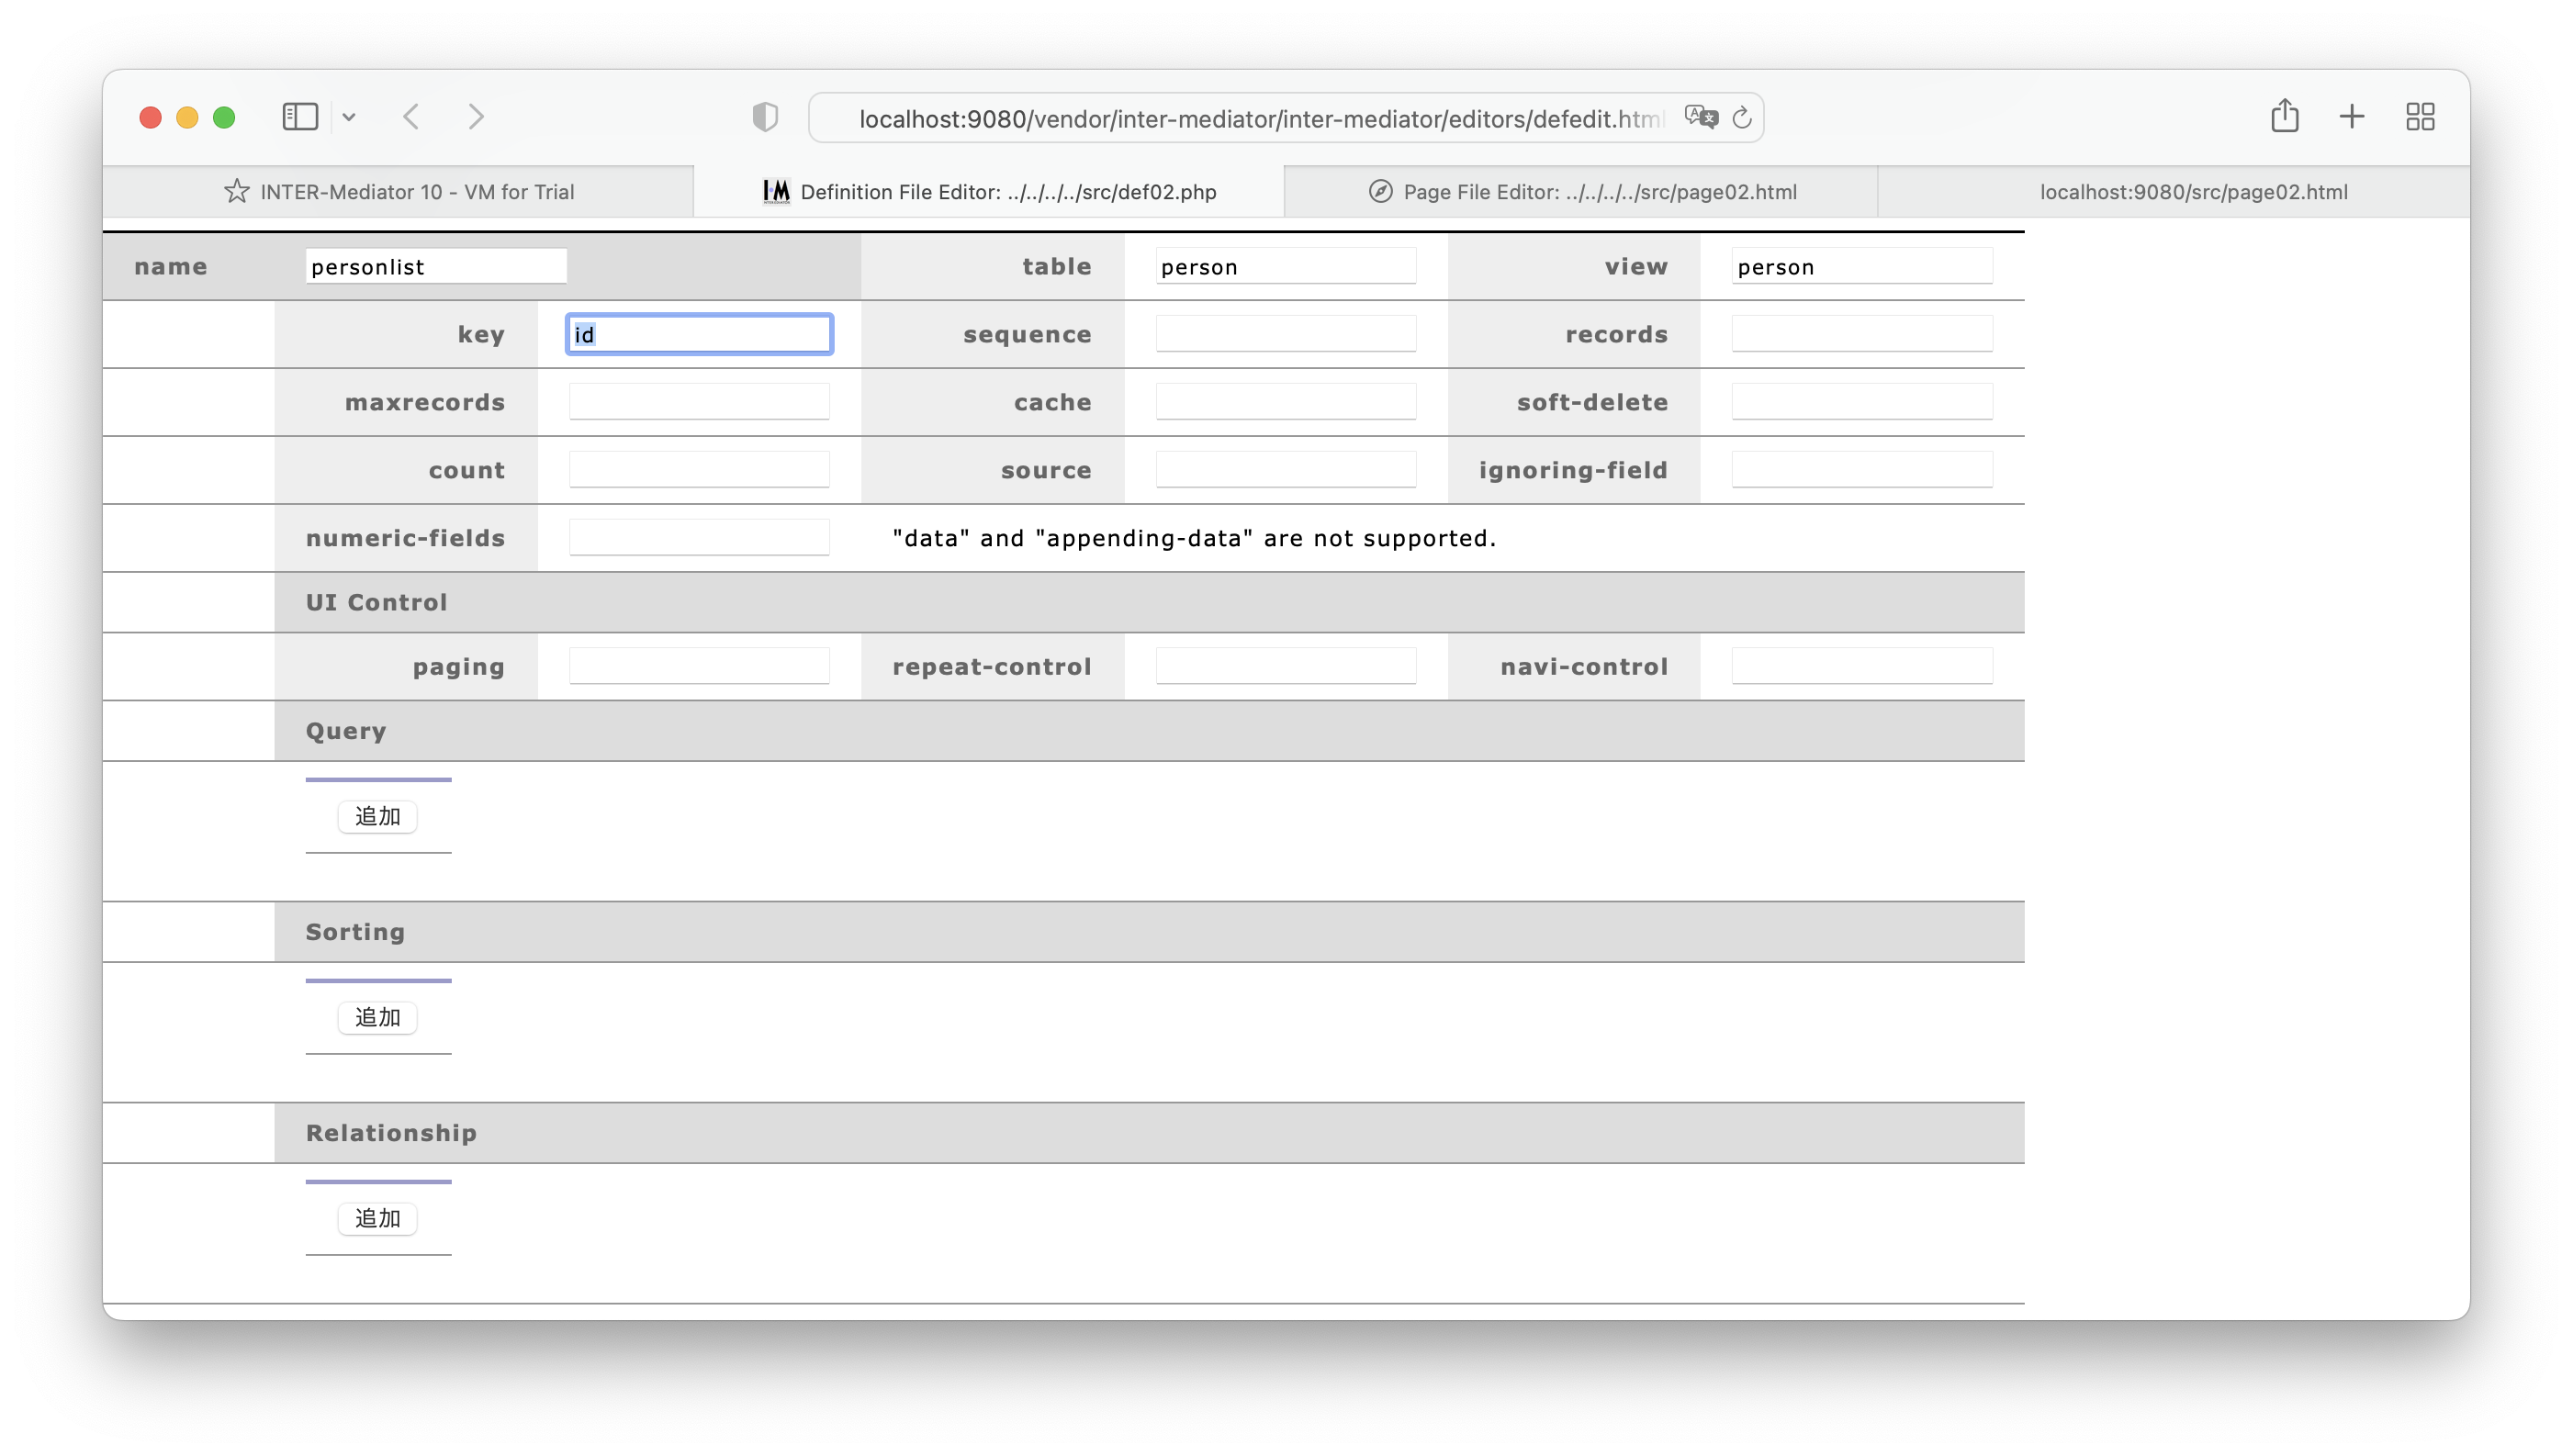 localhost:9080/vendor/inter-mediator/inter-mediator/editors/defedit.html
INTER-Mediator 10 - VM for Trial
Definition File Editor: ../../../../src/def02.php
Page File Editor: ../../../../src/page02.html
localhost:9080/src/page02.html
name personlist table person view person
key id sequence records
maxrecords cache soft-delete
count source ignoring-field
numeric-fields "data" and "appending-data" are not supported.
UI Control
paging repeat-control navi-control
Query
追加
Sorting
追加
Relationship
追加